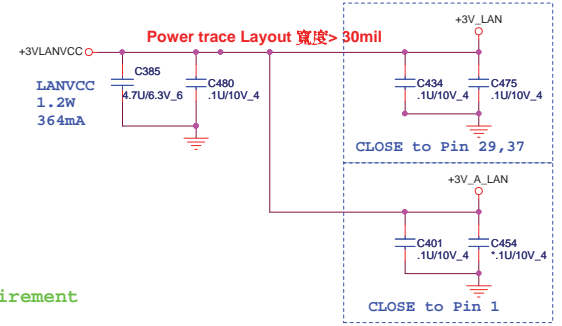 Power trace Layout 寬度> 30mil
+3V_LAN
+3VLANVCC
LANVCC
1.2W
364mA
C385
4.7U/6.3V_6
C480
.1U/10V_4
C434
.1U/10V_4
C475
.1U/10V_4
CLOSE to Pin 29,37
+3V_A_LAN
C401
.1U/10V_4
C454
*.1U/10V_4
CLOSE to Pin 1
irement